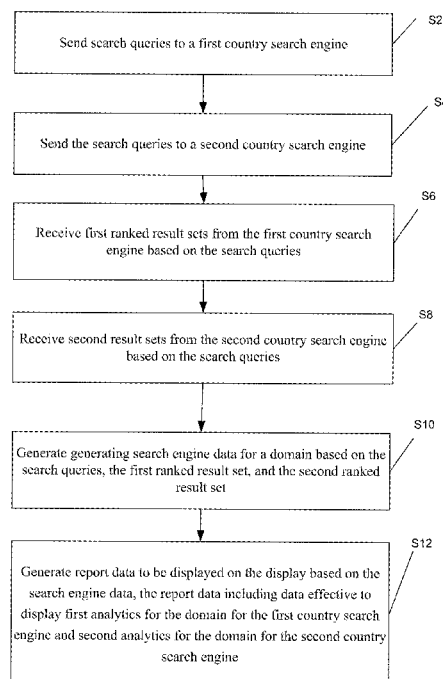 Send search queries to a first country search engine
S2
Send the search queries to a second country search engine
Receive first ranked result sets from the first country search
engine based on the search queries
S6
Receive second result sets from the second country search engine
based on the search queries
S8
Generate generating search engine data for a domain based on the
search queries, the first ranked result set, and the second ranked
result set
S10
Generate report data to be displayed on the display based on the
search engine data, the report data including data effective to
display first analytics for the domain for the first country search
engine and second analytics for the domain for the second country
search engine
S12